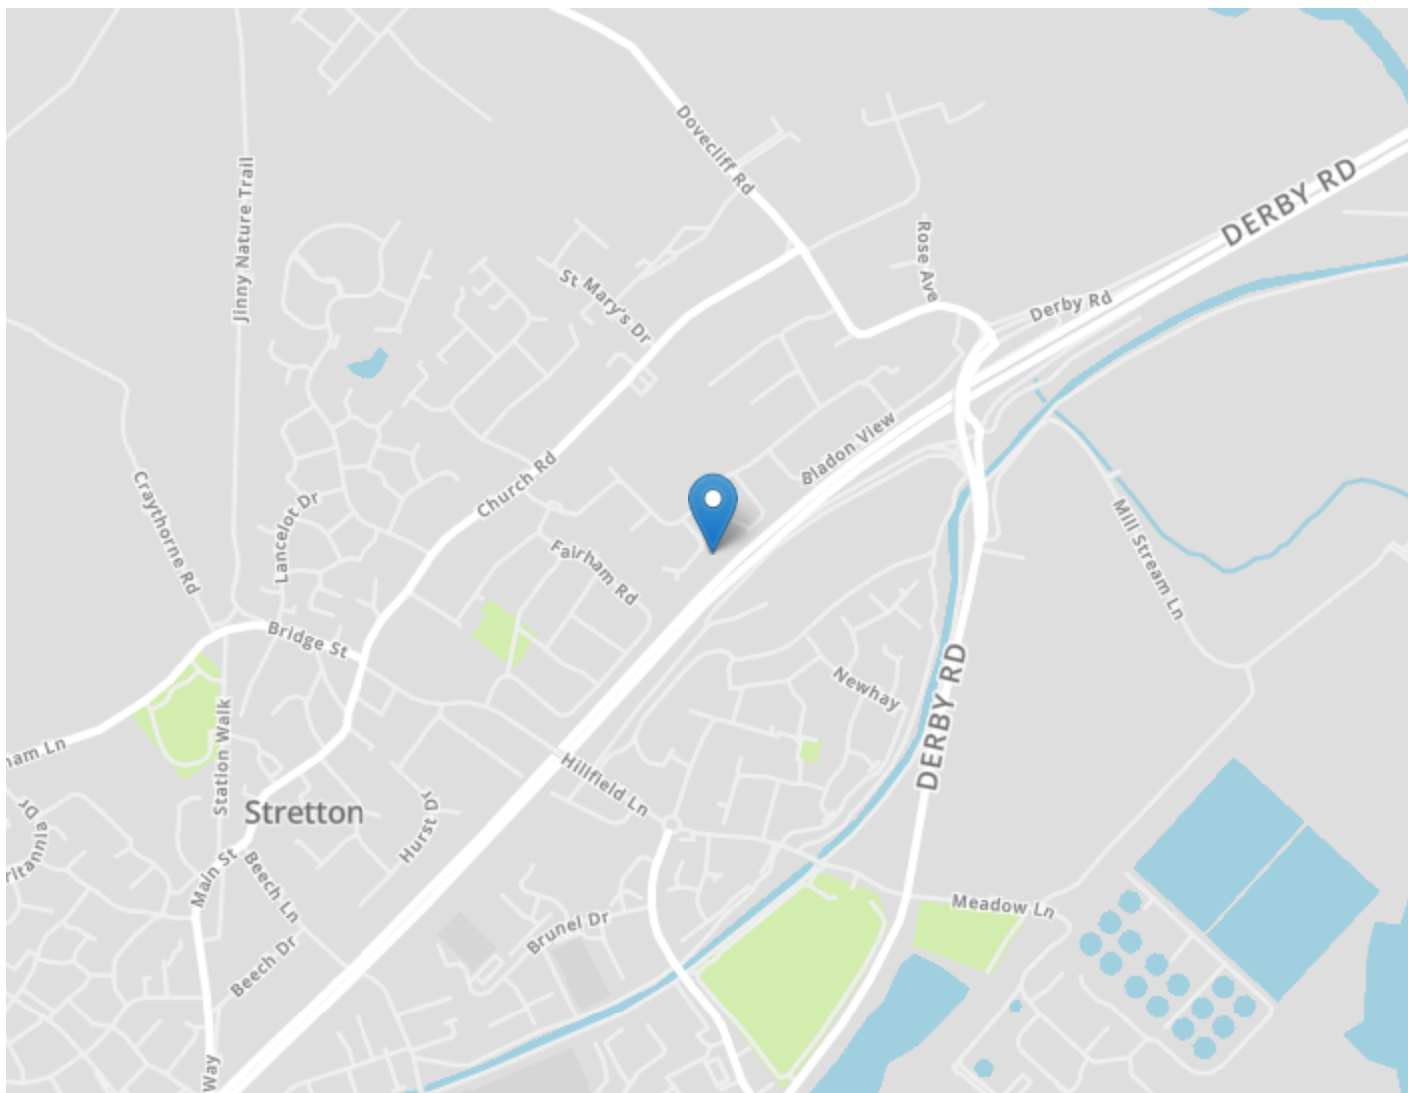 Dovecliff Rd
DERBY RD
Jinny Nature Trail
Rose Ave
St Mary's Dr
Derby Rd
Bladon View
Church Rd
Craythorne Rd
Lancelot Dr
Mill Stream Ln
Fairham Rd
Bridge St
DERBY RD
Newhay
Station Walk
ham Ln
Hillfield Ln
Stretton
Hurst Dr
ritannia Dr
Main St
Beech Ln
Meadow Ln
Brunel Dr
Beech Dr
Way